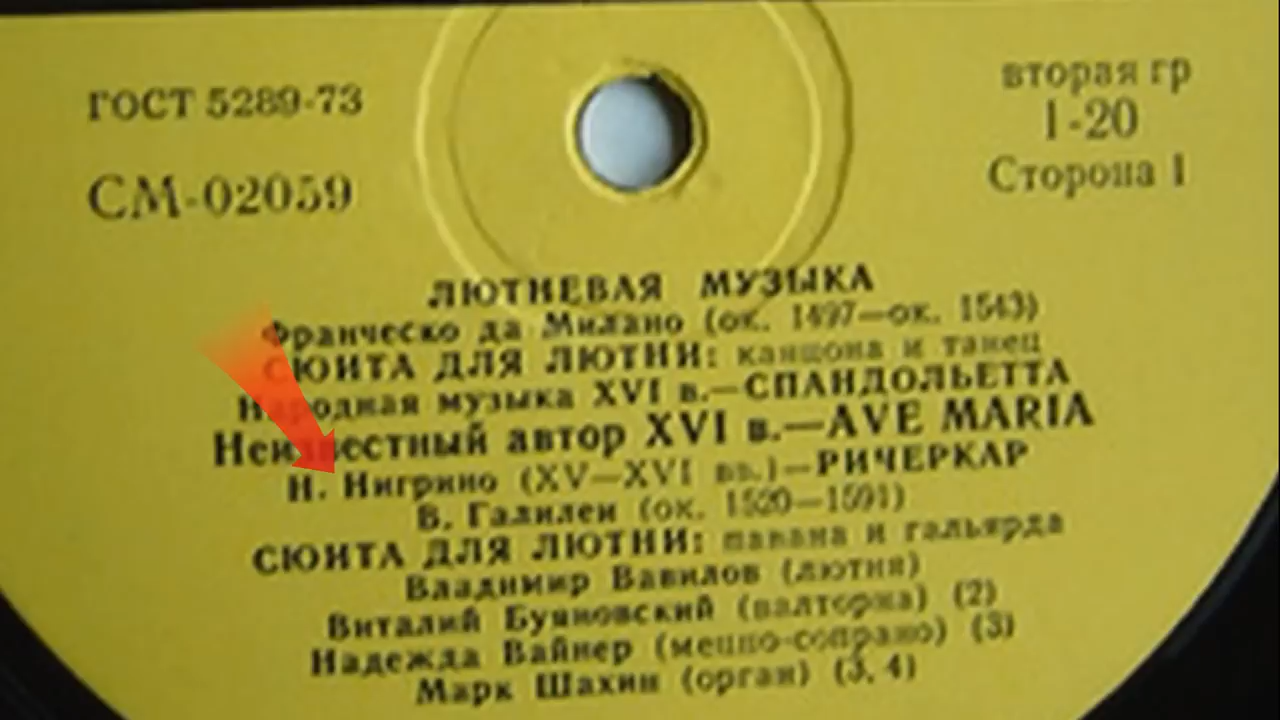 ГОСТ 5289-73
СМ-02059
вторая гр
1-20
Сторона 1
ЛЮТНЕВАЯ МУЗЫКА
Франческо да Милано (ок. 1497—ок. 1543)
СЮИТА ДЛЯ ЛЮТНИ: канцона и танец
Народная музыка XVI в.—СПАНДОЛЬЕТТА
Неизвестный автор XVI в.—AVE MARIA
Н. Нигрино (XV—XVI вв.)—РИЧЕРКАР
В. Галилеи (ок. 1520—1591)
СЮИТА ДЛЯ ЛЮТНИ: павана и гальярда
Владимир Вавилов (лютня)
Виталий Буяновский (валторна) (2)
Надежда Вайнер (меццо-сопрано) (3)
Марк Шахин (орган) (3, 4)